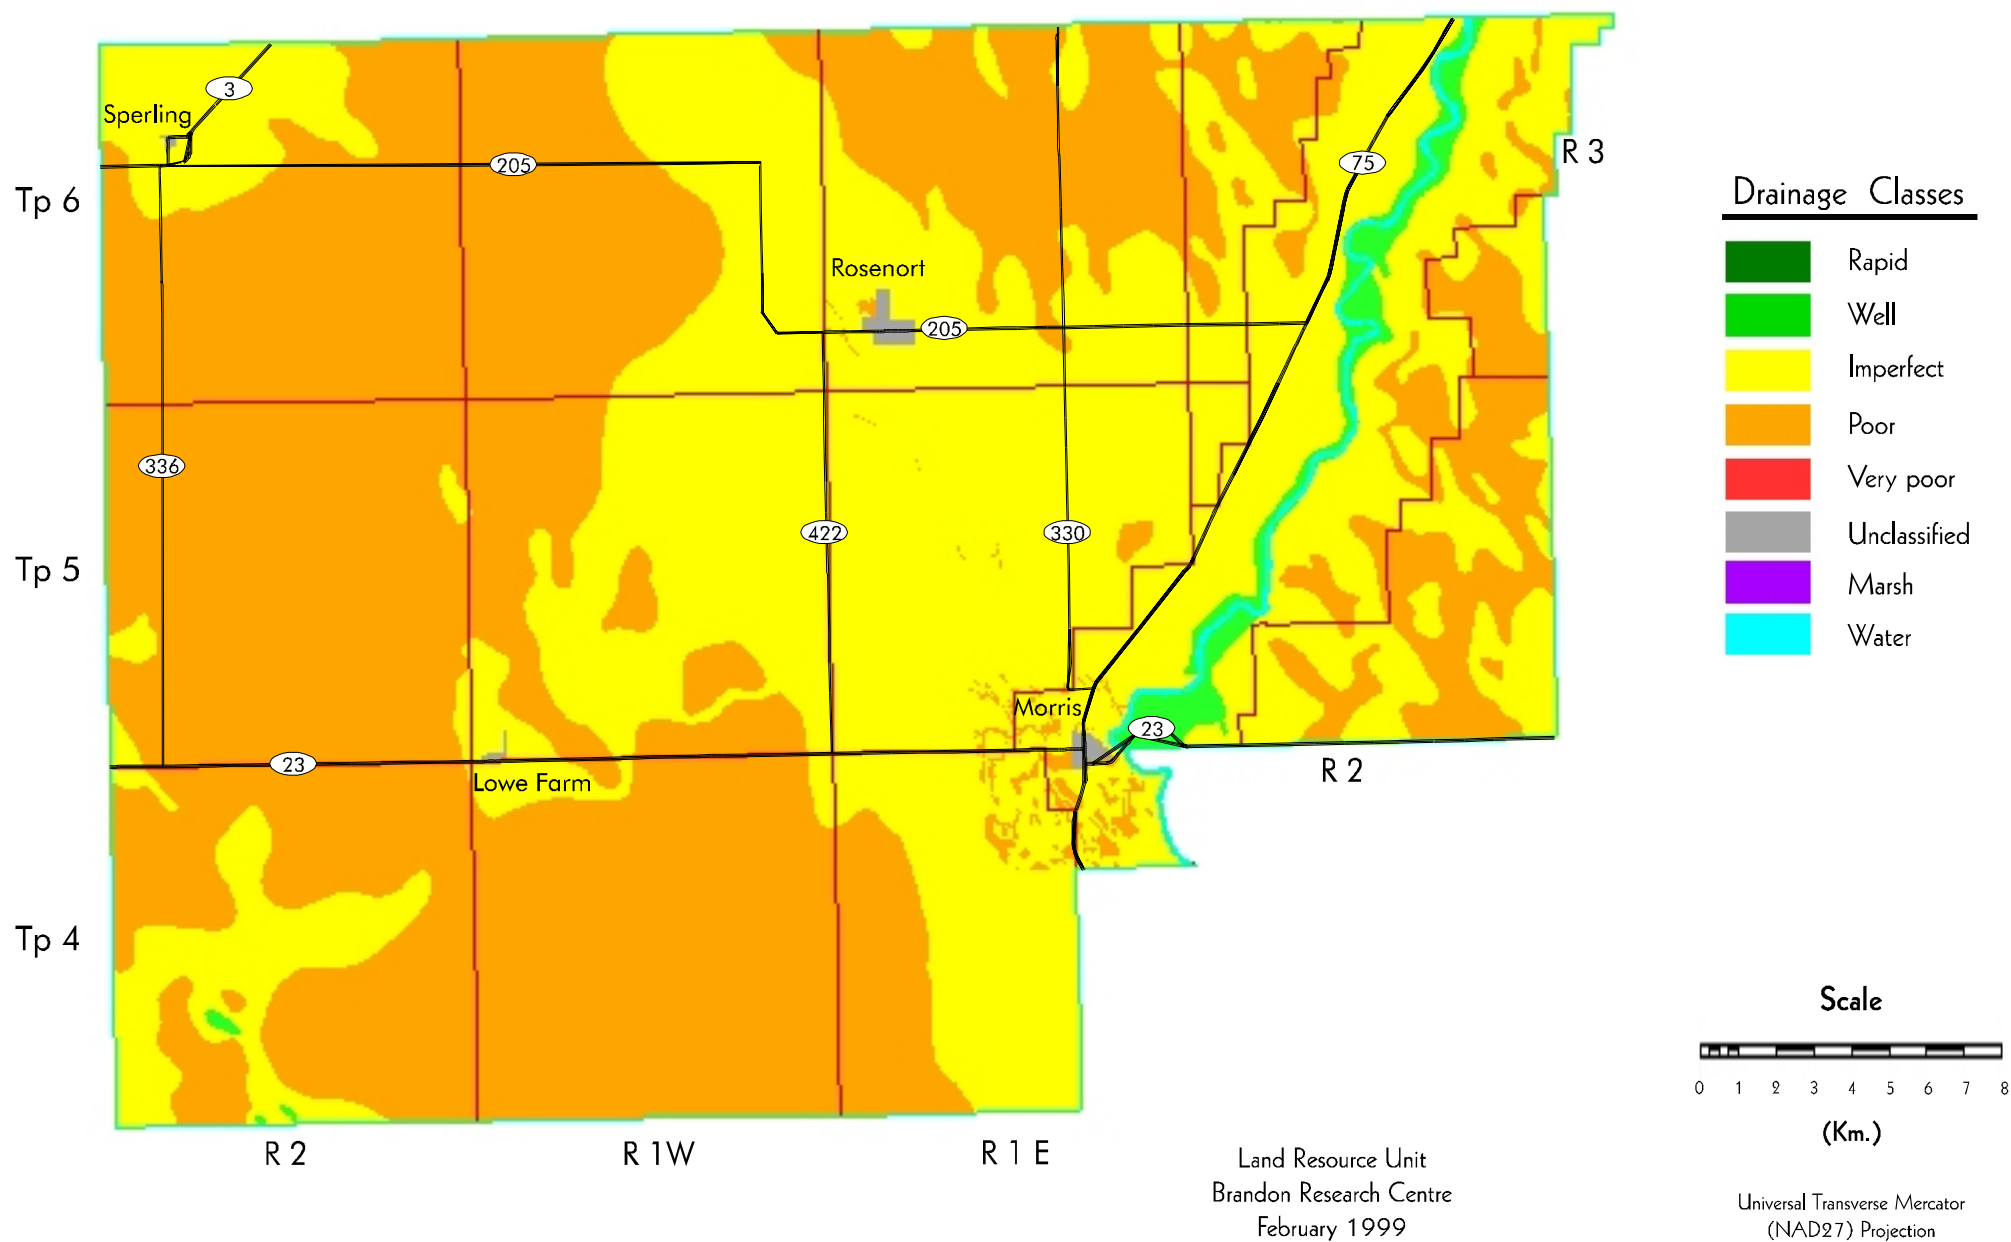 3
Sperling
205
75
R 3
Tp 6
Rosenort
205
336
422
330
Tp 5
Morris
23
23
Lowe Farm
R 2
Tp 4
R 2
R 1W
R 1 E
Drainage Classes
Rapid
Well
Imperfect
Poor
Very poor
Unclassified
Marsh
Water
Scale
0 1 2 3 4 5 6 7 8
(Km.)
Land Resource Unit
Brandon Research Centre
February 1999
Universal Transverse Mercator
(NAD27) Projection